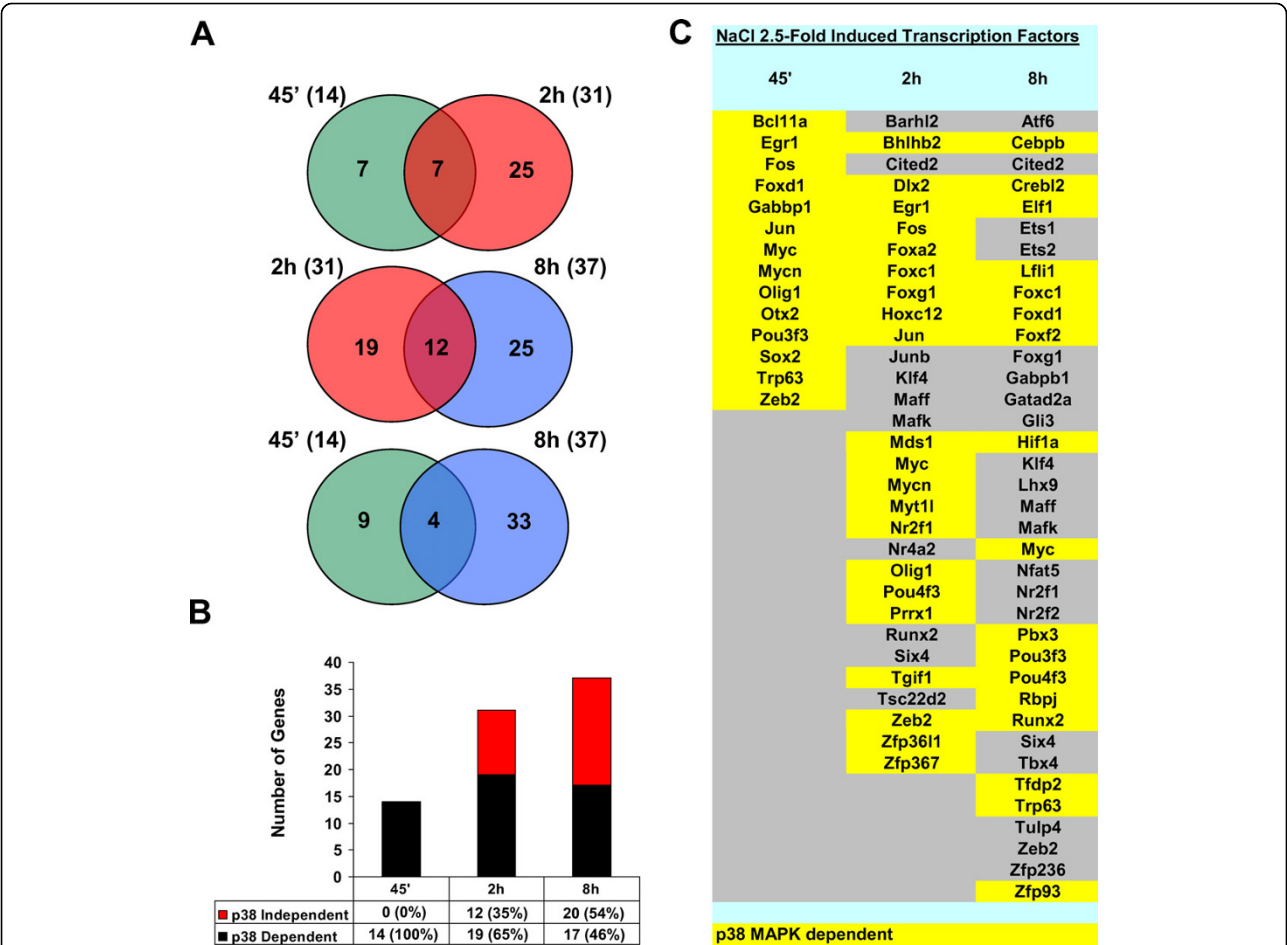 A
45’ (14)
2h (31)
7
7
25
2h (31)
8h (37)
19
12
25
45’ (14)
8h (37)
9
4
33
B
Number of Genes
40
35
30
25
20
15
10
5
0
45' 2h 8h
p38 Independent 0 (0%) 12 (35%) 20 (54%)
p38 Dependent 14 (100%) 19 (65%) 17 (46%)
C
NaCl 2.5-Fold Induced Transcription Factors
45' 2h 8h
Bcl11a Barhl2 Atf6
Egr1 Bhlhb2 Cebpb
Fos Cited2 Cited2
Foxd1 Dlx2 Crebl2
Gabbp1 Egr1 Elf1
Jun Fos Ets1
Myc Foxa2 Ets2
Mycn Foxc1 Lfli1
Olig1 Foxg1 Foxc1
Otx2 Hoxc12 Foxd1
Pou3f3 Jun Foxf2
Sox2 Junb Foxg1
Trp63 Klf4 Gabpb1
Zeb2 Maff Gatad2a
Mafk Gli3
Mds1 Hif1a
Myc Klf4
Mycn Lhx9
Myt1l Maff
Nr2f1 Mafk
Nr4a2 Myc
Olig1 Nfat5
Pou4f3 Nr2f1
Prrx1 Nr2f2
Runx2 Pbx3
Six4 Pou3f3
Tgif1 Pou4f3
Tsc22d2 Rbpj
Zeb2 Runx2
Zfp36l1 Six4
Zfp367 Tbx4
Tfdp2
Trp63
Tulp4
Zeb2
Zfp236
Zfp93
p38 MAPK dependent